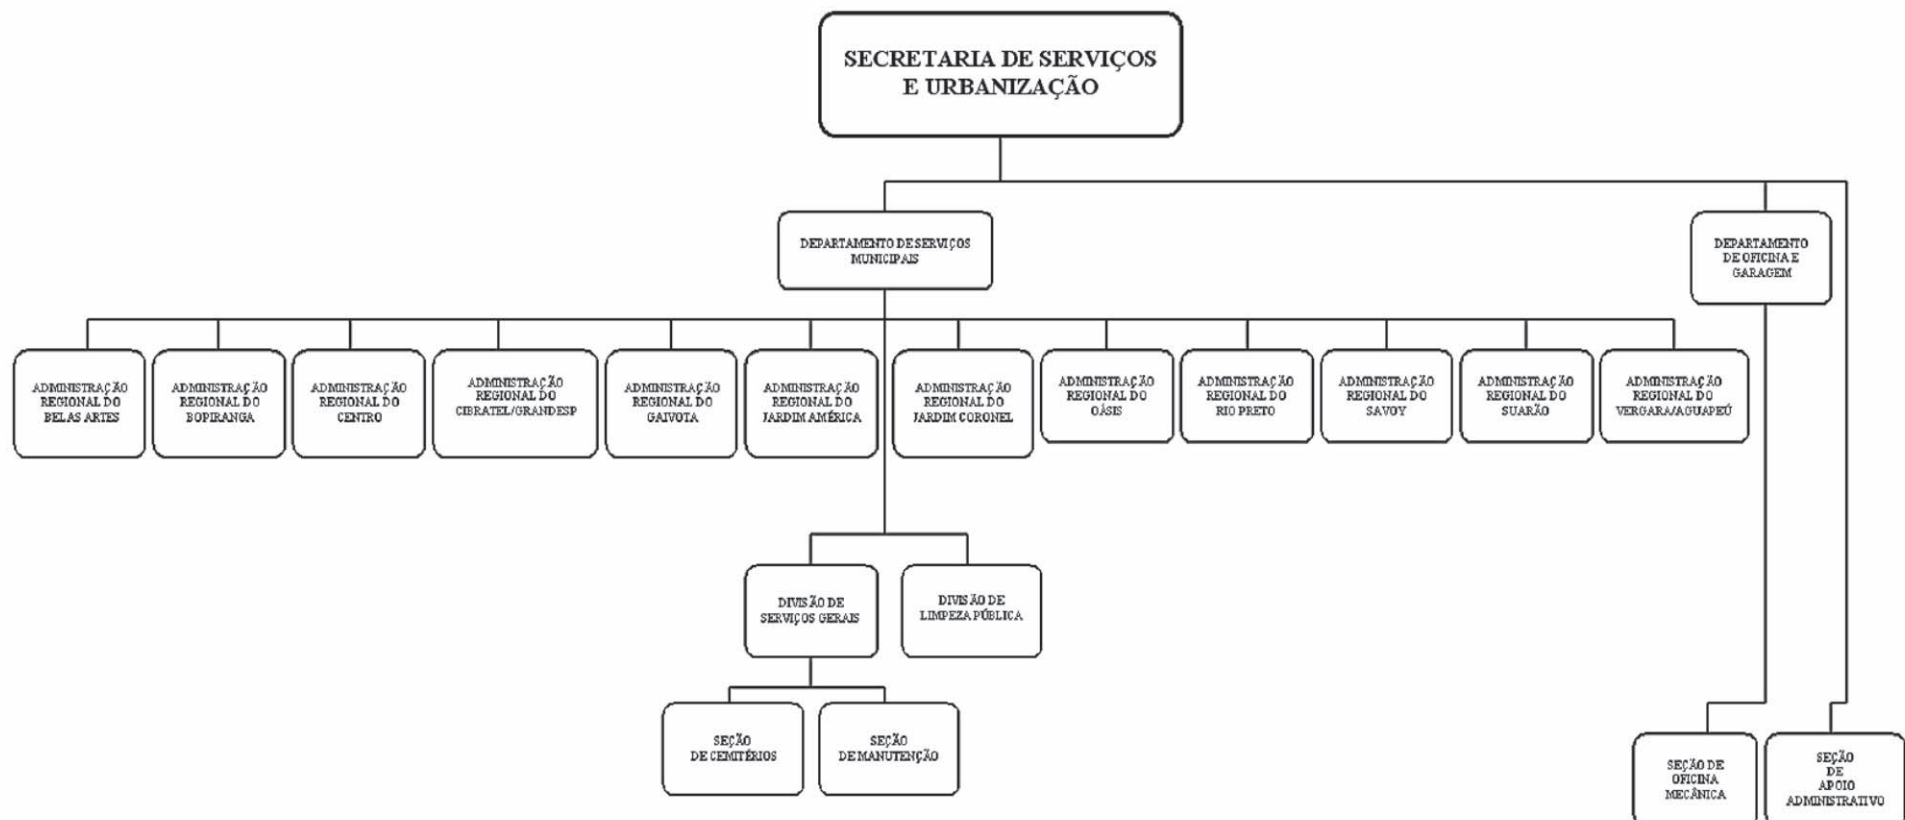 SECRETARIA DE SERVIÇOS
E URBANIZAÇÃO
DEPARTAMENTO DE SERVIÇOS
MUNICIPAIS
DEPARTAMENTO
DE OFICINA E
GARAGEM
ADMINISTRAÇÃO
REGIONAL DO
BELAS ARTES
ADMINISTRAÇÃO
REGIONAL DO
BOPIRANGA
ADMINISTRAÇÃO
REGIONAL DO
CENTRO
ADMINISTRAÇÃO
REGIONAL DO
CIBRATEL/GRANDESP
ADMINISTRAÇÃO
REGIONAL DO
GAIVOTA
ADMINISTRAÇÃO
REGIONAL DO
JARDIM AMÉRICA
ADMINISTRAÇÃO
REGIONAL DO
JARDIM CORONEL
ADMINISTRAÇÃO
REGIONAL DO
OÁSIS
ADMINISTRAÇÃO
REGIONAL DO
RIO PRETO
ADMINISTRAÇÃO
REGIONAL DO
SAVOY
ADMINISTRAÇÃO
REGIONAL DO
SUARÃO
ADMINISTRAÇÃO
REGIONAL DO
VERGARA/AGUAPEÚ
DIVISÃO DE
SERVIÇOS GERAIS
DIVISÃO DE
LIMPEZA PÚBLICA
SEÇÃO
DE CEMITÉRIOS
SEÇÃO
DE MANUTENÇÃO
SEÇÃO DE
OFICINA
MECÂNICA
SEÇÃO
DE
APOIO
ADMINISTRATIVO